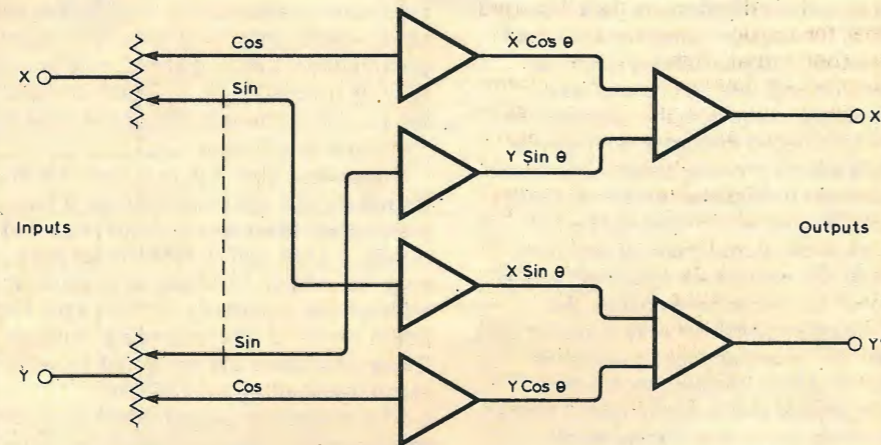 Cos
X Cos θ
X
Sin
X'
Y Sin θ
Inputs
Outputs
X Sin θ
Sin
Y'
Y
Cos
Y Cos θ